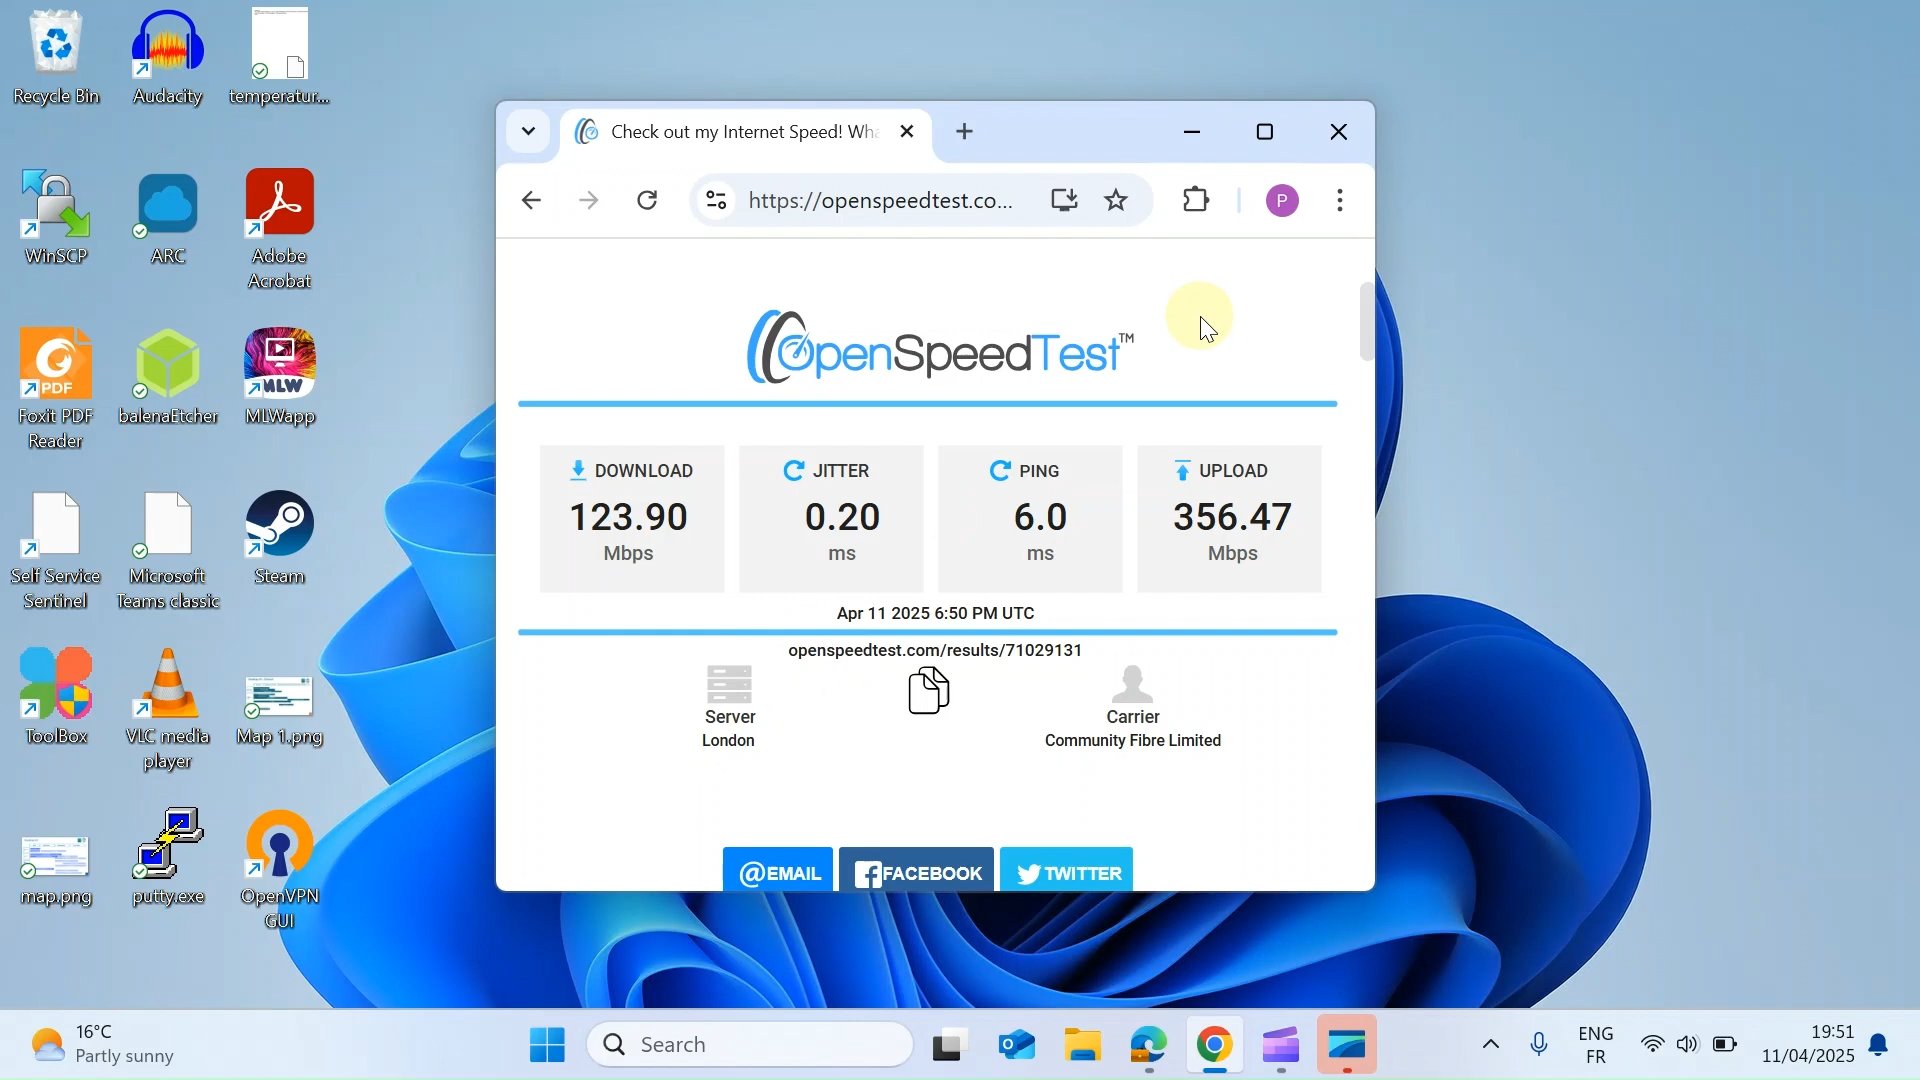 Recycle Bin
Audacity
temperatur...
WinSCP
ARC
Adobe
Acrobat
PDF
Foxit PDF
Reader
balenaEtcher
MLW
MLWapp
Self Service
Sentinel
Microsoft
Teams classic
Steam
ToolBox
VLC media
player
Map 1.png
map.png
putty.exe
OpenVPN
GUI
Check out my Internet Speed! Wha
https://openspeedtest.co...
P
OpenSpeedTest™
DOWNLOAD
123.90
Mbps
JITTER
0.20
ms
PING
6.0
ms
UPLOAD
356.47
Mbps
Apr 11 2025 6:50 PM UTC
openspeedtest.com/results/71029131
Server
London
Carrier
Community Fibre Limited
@EMAIL
FACEBOOK
TWITTER
16°C
Partly sunny
Search
ENG
FR
19:51
11/04/2025